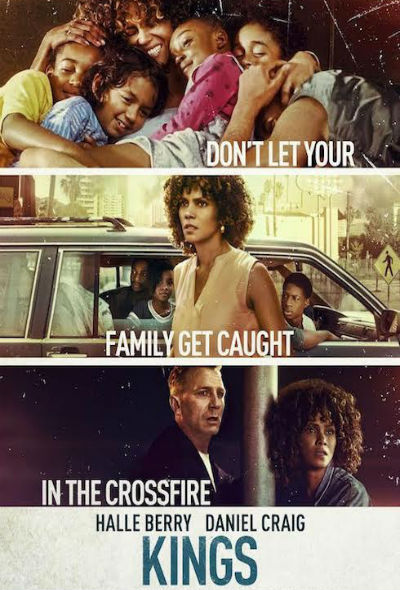 DON'T LET YOUR
FAMILY GET CAUGHT
IN THE CROSSFIRE
HALLE BERRY DANIEL CRAIG
KINGS